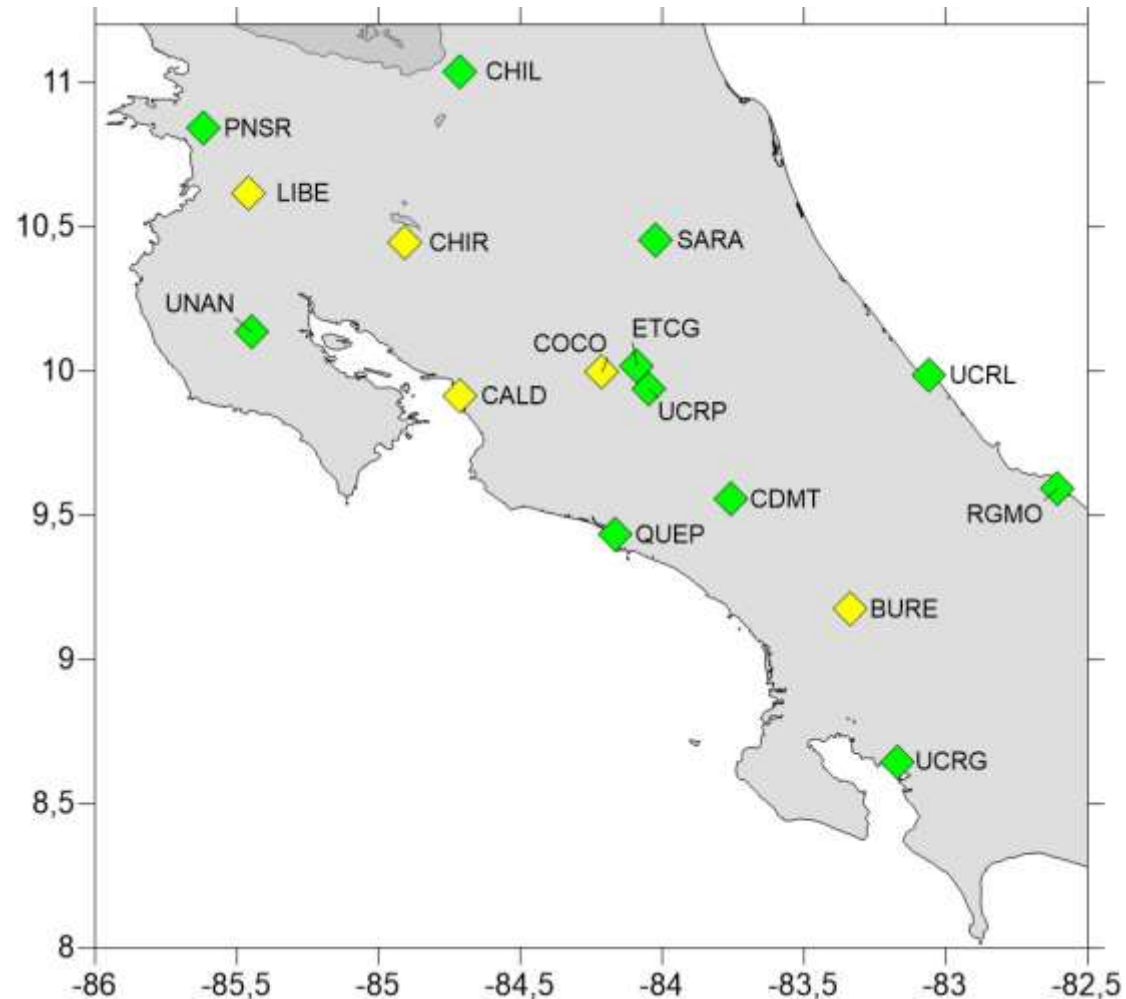 11
CHIL
PNSR
LIBE
10,5
CHIR
SARA
UNAN
ETCG
COCO
10
UCRL
CALD
UCRP
CDMT
RGMO
9,5
QUEP
BURE
9
UCRG
8,5
8
-86 -85,5 -85 -84,5 -84 -83,5 -83 -82,5